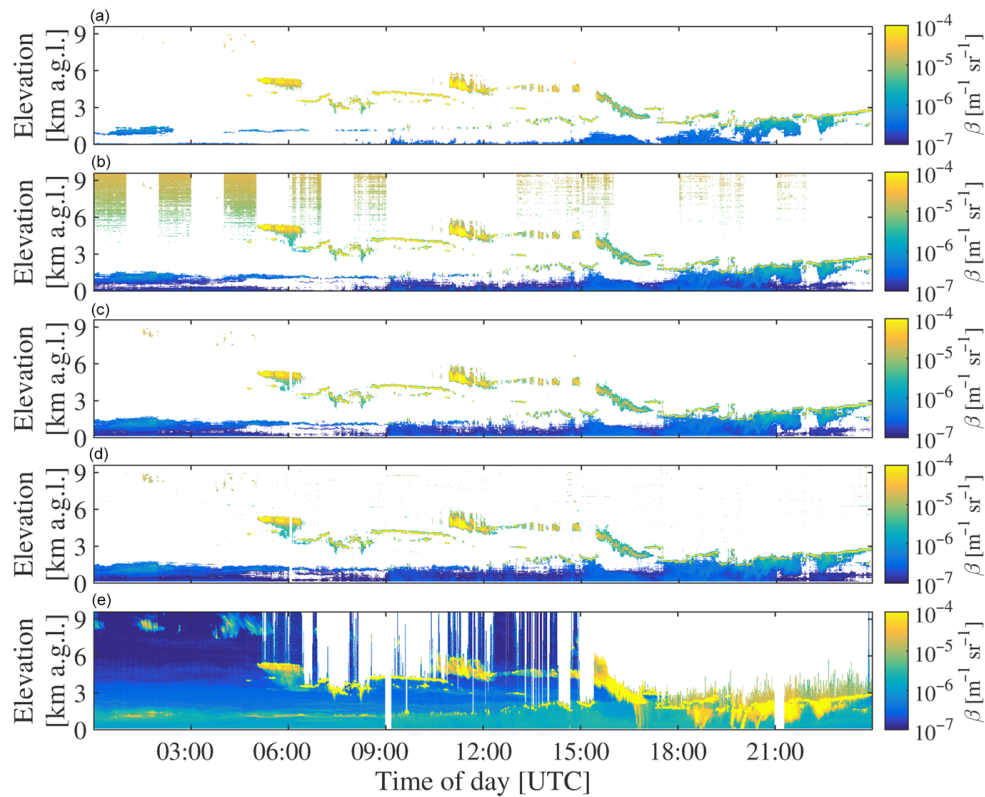 (a)
9
6
3
0
Elevation
[km a.g.l.]
10⁻⁴
10⁻⁵
10⁻⁶
10⁻⁷
β [m⁻¹ sr⁻¹]
(b)
9
6
3
0
Elevation
[km a.g.l.]
10⁻⁴
10⁻⁵
10⁻⁶
10⁻⁷
β [m⁻¹ sr⁻¹]
(c)
9
6
3
0
Elevation
[km a.g.l.]
10⁻⁴
10⁻⁵
10⁻⁶
10⁻⁷
β [m⁻¹ sr⁻¹]
(d)
9
6
3
0
Elevation
[km a.g.l.]
10⁻⁴
10⁻⁵
10⁻⁶
10⁻⁷
β [m⁻¹ sr⁻¹]
(e)
9
6
3
0
Elevation
[km a.g.l.]
10⁻⁴
10⁻⁵
10⁻⁶
10⁻⁷
β [m⁻¹ sr⁻¹]
03:00 06:00 09:00 12:00 15:00 18:00 21:00
Time of day [UTC]